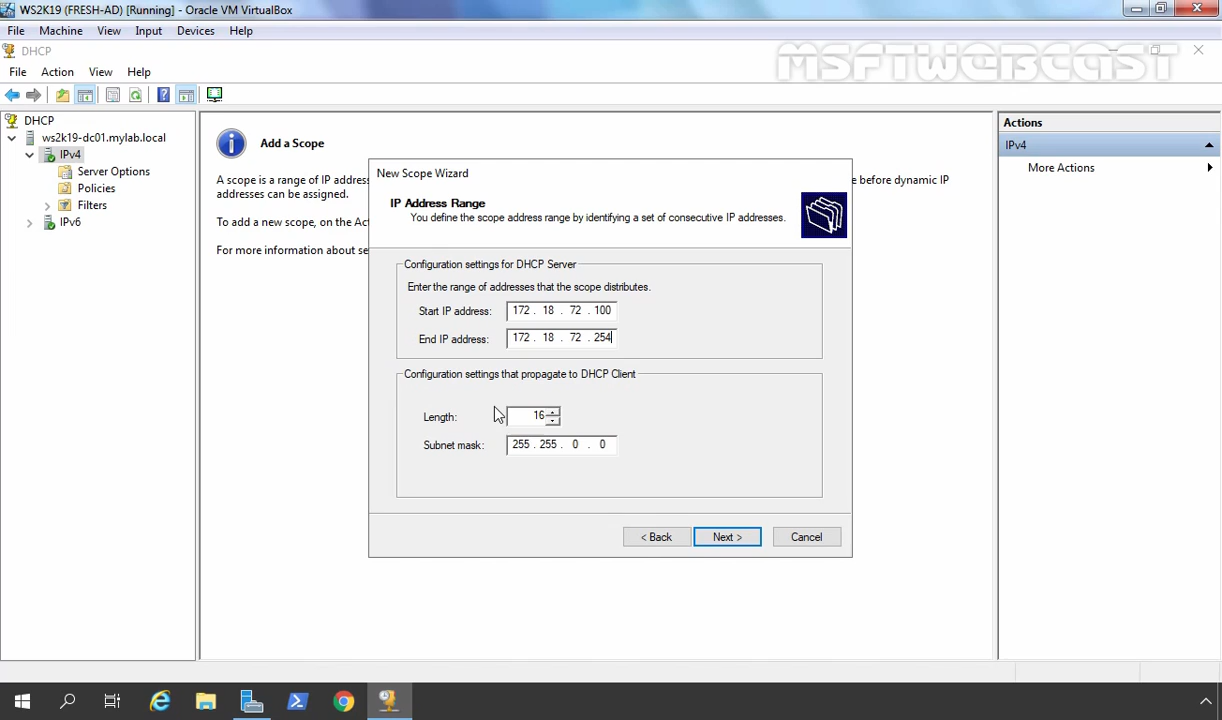 WS2K19 (FRESH-AD) [Running] - Oracle VM VirtualBox
File Machine View Input Devices Help
DHCP
MSFTWEBCAST
File Action View Help
DHCP
ws2k19-dc01.mylab.local
IPv4
Server Options
Policies
Filters
IPv6
Add a Scope
A scope is a range of IP address
addresses can be assigned.
e before dynamic IP
To add a new scope, on the Act
For more information about se
New Scope Wizard
IP Address Range
You define the scope address range by identifying a set of consecutive IP addresses.
Configuration settings for DHCP Server
Enter the range of addresses that the scope distributes.
Start IP address: 172 . 18 . 72 . 100
End IP address: 172 . 18 . 72 . 254
Configuration settings that propagate to DHCP Client
Length: 16
Subnet mask: 255 . 255 . 0 . 0
< Back Next > Cancel
Actions
IPv4
More Actions